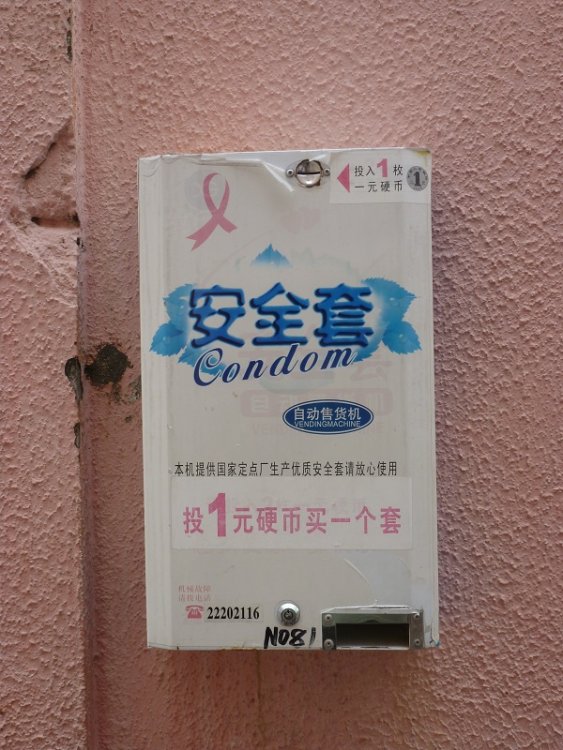 投入1枚
一元硬币
1
安全套
Condom
自动售货机
VENDINGMACHINE
本机提供国家定点厂生产优质安全套请放心使用
投1元硬币买一个套
机械故障
请拨电话
☎ 22202116
NO81